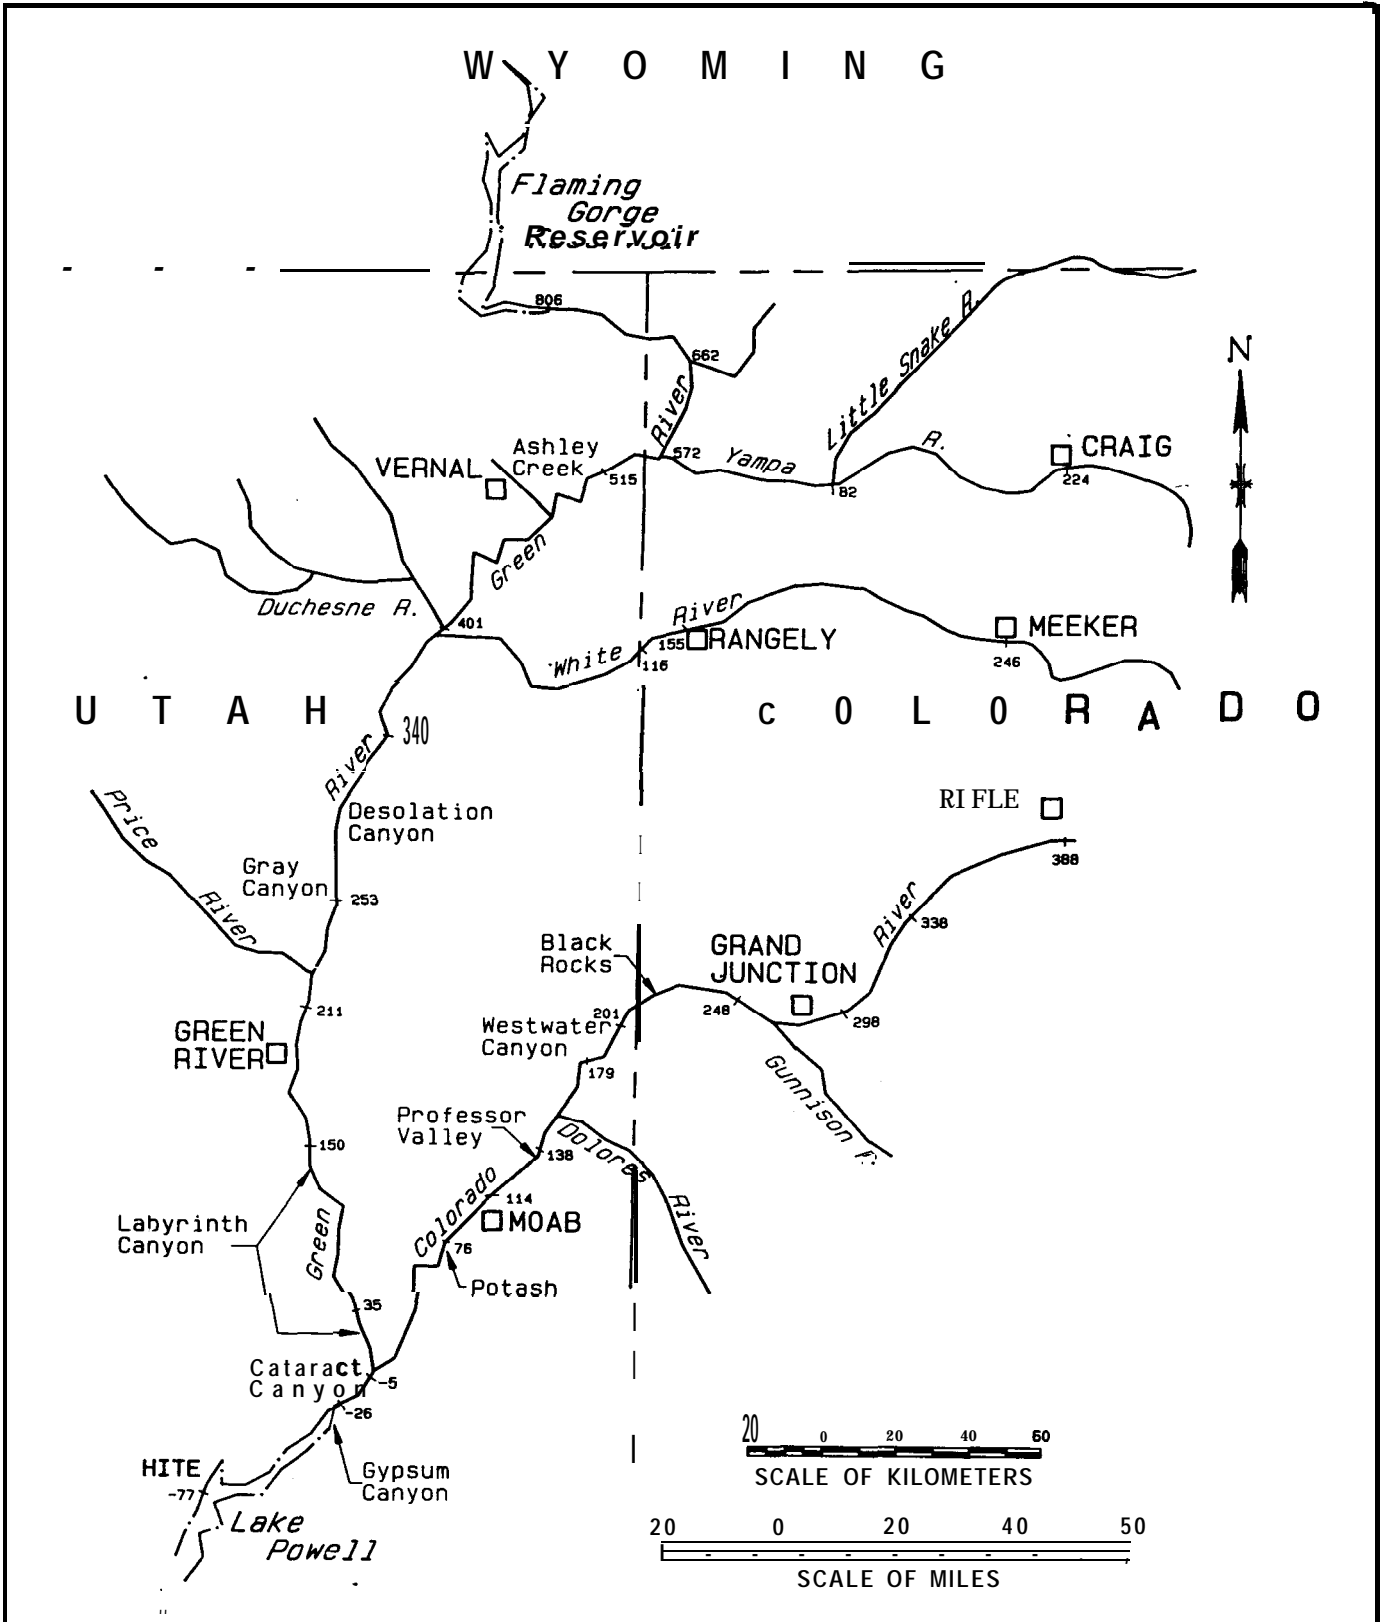 W Y O M I N G
Flaming
Gorge
Reservoir
806
662
Little Snake R.
N
River
Ashley
Creek
VERNAL
515
572
Yampa
R.
82
CRAIG
224
Green
Duchesne R.
401
White
River
155
RANGELY
116
MEEKER
246
U T A H
C O L O R A D O
340
River
Desolation
Canyon
Price
River
Gray
Canyon
253
RIFLE
388
River
338
Black
Rocks
GRAND
JUNCTION
248
298
211
GREEN
RIVER
201
Westwater
Canyon
179
Gunnison R.
Professor
Valley
138
Dolores
River
150
Labyrinth
Canyon
Green
Colorado
114
MOAB
76
Potash
35
Cataract
Canyon
-5
-26
Gypsum
Canyon
HITE
-77
Lake
Powell
20 0 20 40 60
SCALE OF KILOMETERS
20 0 20 40 50
SCALE OF MILES